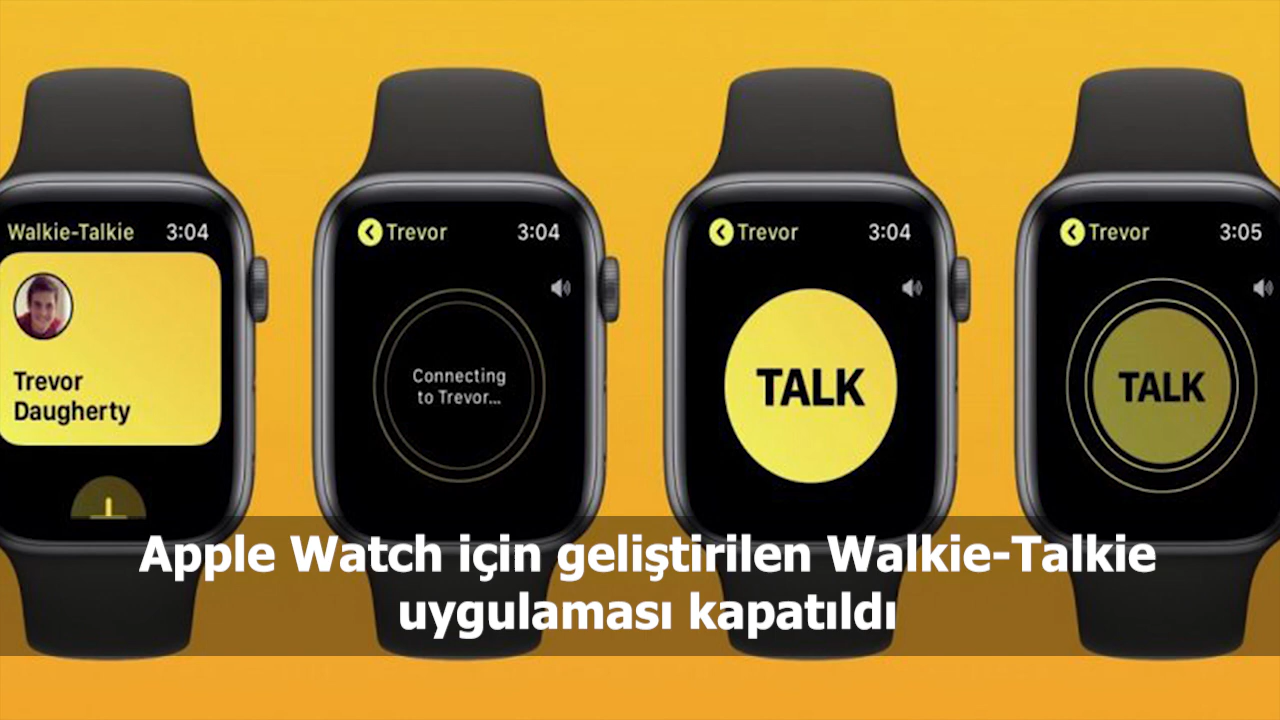 Walkie-Talkie 3:04
Trevor
Daugherty
Trevor 3:04
Connecting
to Trevor...
Trevor 3:04
TALK
Trevor 3:05
TALK
Apple Watch için geliştirilen Walkie-Talkie
uygulaması kapatıldı